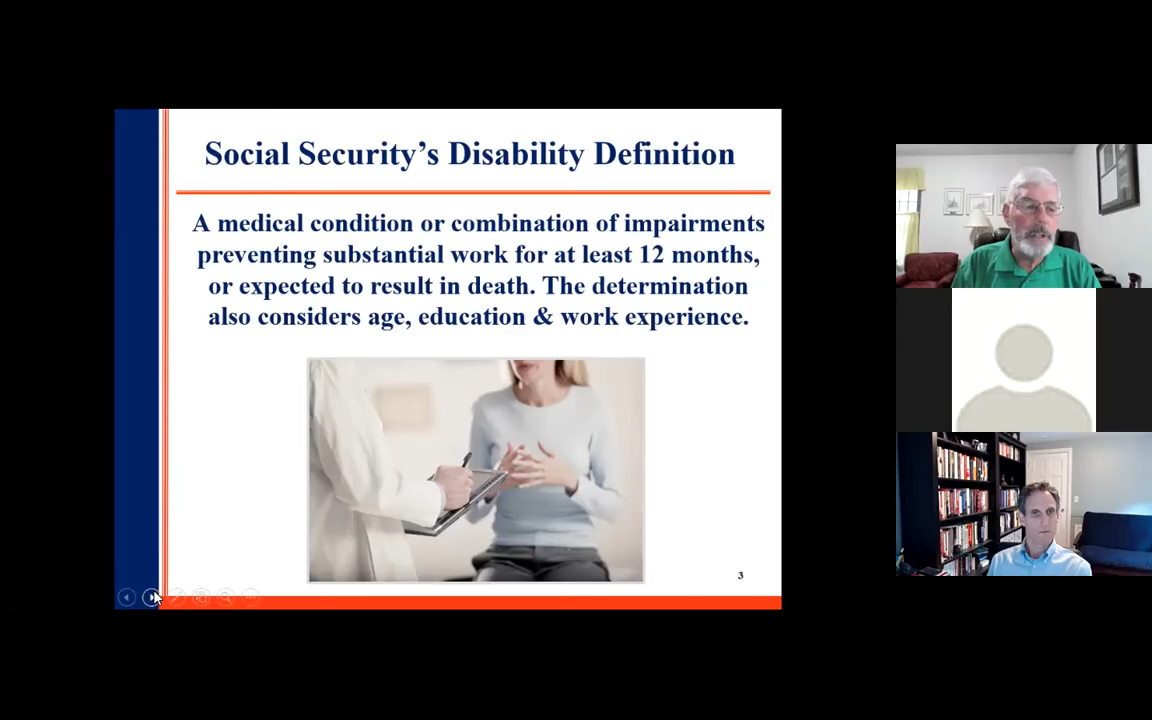 Social Security’s Disability Definition
A medical condition or combination of impairments
preventing substantial work for at least 12 months,
or expected to result in death. The determination
also considers age, education & work experience.
3